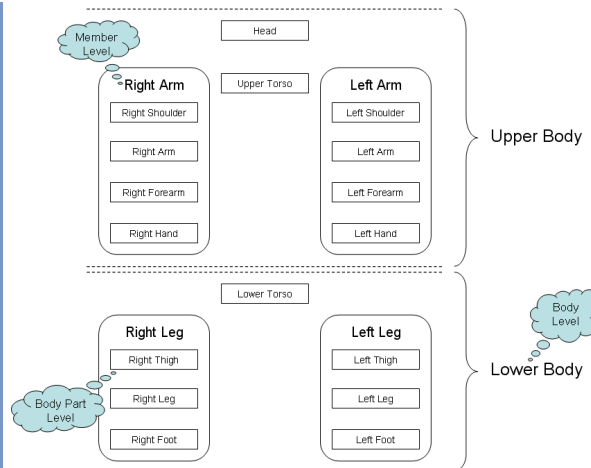 Head
Member
Level
Right Arm
Upper Torso
Left Arm
Right Shoulder
Left Shoulder
Right Arm
Left Arm
Upper Body
Right Forearm
Left Forearm
Right Hand
Left Hand
Lower Torso
Body
Level
Right Leg
Left Leg
Right Thigh
Left Thigh
Lower Body
Body Part
Level
Right Leg
Left Leg
Right Foot
Left Foot